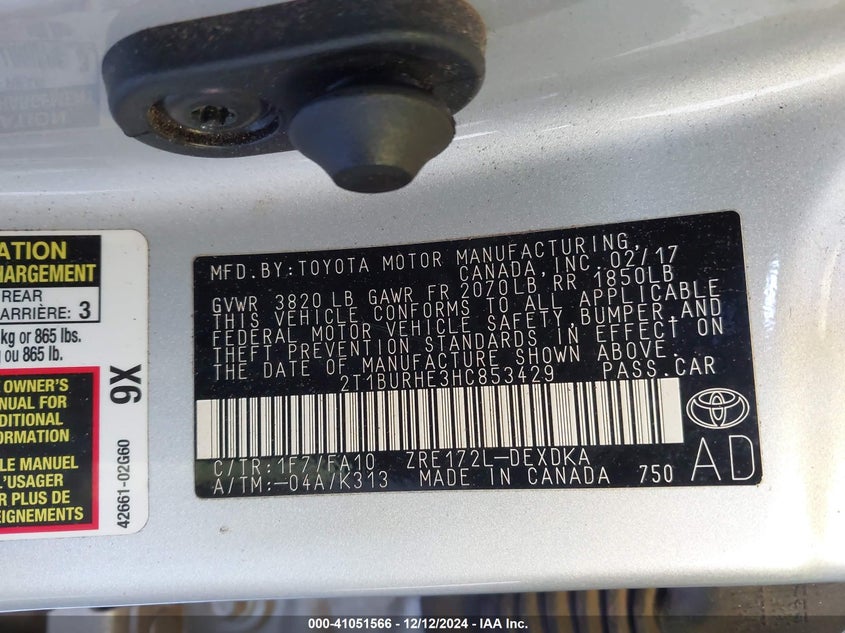 ATION
CHARGEMENT
REAR
ARRIÈRE: 3
kg or 865 lbs.
ou 865 lb.
OWNER'S
MANUAL FOR
ADDITIONAL
INFORMATION
LE MANUEL
L'USAGER
PLUS DE
EIGNEMENTS
9X
42661-02G60
MFD.BY:TOYOTA MOTOR MANUFACTURING,
CANADA,INC. 02/17
GVWR 3820 LB GAWR FR 2070LB, RR 1850LB
THIS VEHICLE CONFORMS TO ALL APPLICABLE
FEDERAL MOTOR VEHICLE SAFETY, BUMPER,AND
THEFT PREVENTION STANDARDS IN EFFECT ON
THE DATE OF MANUFACTURE SHOWN ABOVE.
2T1BURHE3HC853429 PASS.CAR
C/TR:1F7/FA10 ZRE172L-DEXDKA
A/TM:-04A/K313 MADE IN CANADA 750
AD
000-41051566 - 12/12/2024 - IAA Inc.